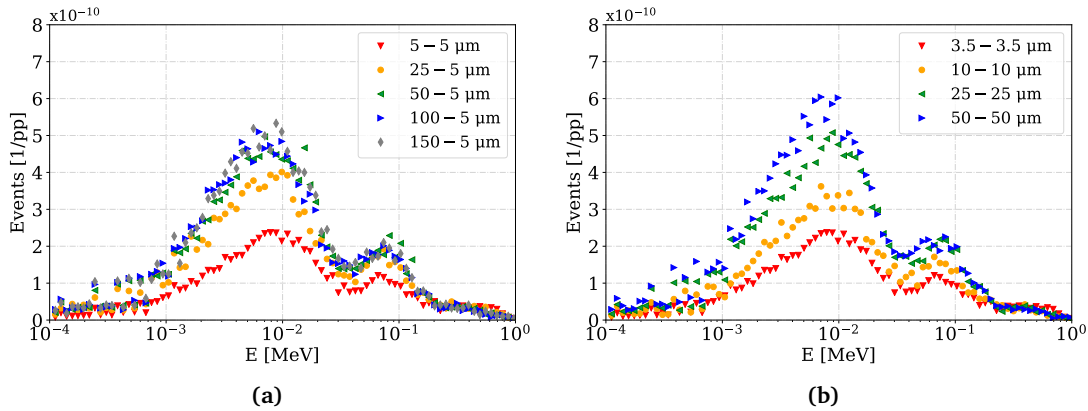 x10⁻¹⁰
8
7
6
5
4
3
2
1
0
Events [1/pp]
5 − 5 μm
25 − 5 μm
50 − 5 μm
100 − 5 μm
150 − 5 μm
10⁻⁴ 10⁻³ 10⁻² 10⁻¹ 10⁰
E [MeV]
(a)
x10⁻¹⁰
8
7
6
5
4
3
2
1
0
Events [1/pp]
3.5 − 3.5 μm
10 − 10 μm
25 − 25 μm
50 − 50 μm
10⁻⁴ 10⁻³ 10⁻² 10⁻¹ 10⁰
E [MeV]
(b)